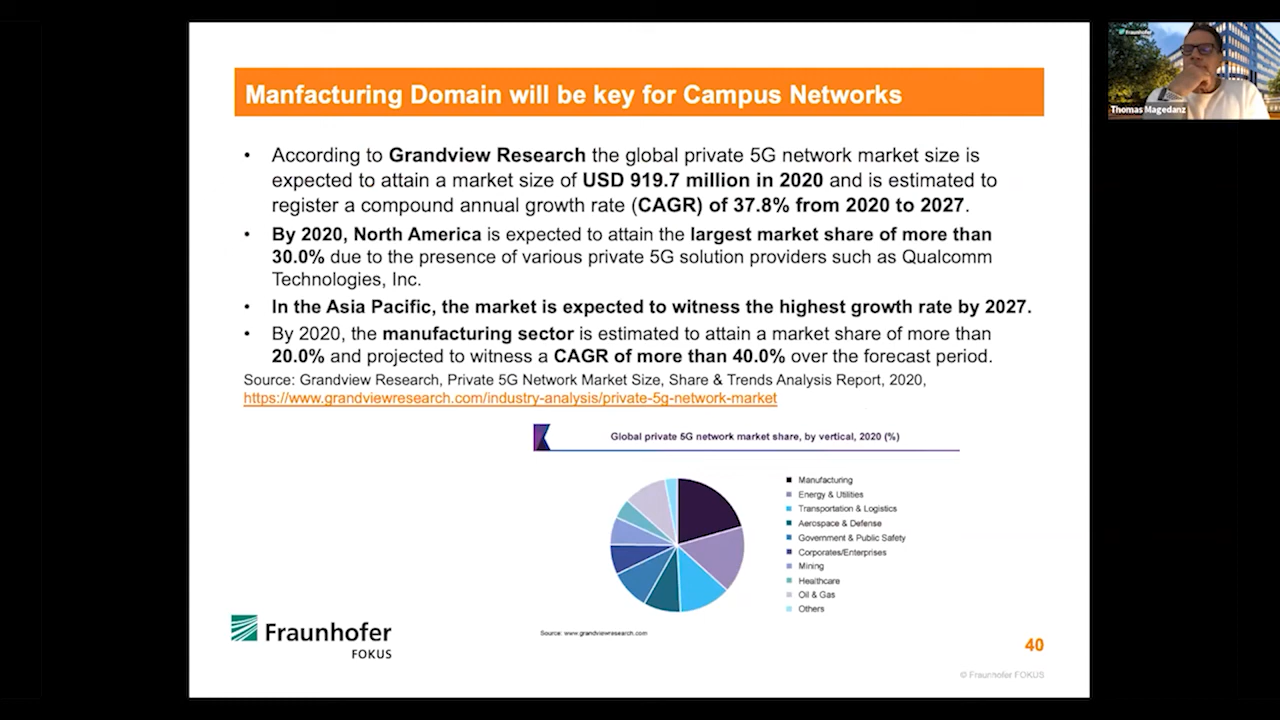 Manfacturing Domain will be key for Campus Networks
• According to Grandview Research the global private 5G network market size is
expected to attain a market size of USD 919.7 million in 2020 and is estimated to
register a compound annual growth rate (CAGR) of 37.8% from 2020 to 2027.
• By 2020, North America is expected to attain the largest market share of more than
30.0% due to the presence of various private 5G solution providers such as Qualcomm
Technologies, Inc.
• In the Asia Pacific, the market is expected to witness the highest growth rate by 2027.
• By 2020, the manufacturing sector is estimated to attain a market share of more than
20.0% and projected to witness a CAGR of more than 40.0% over the forecast period.
Source: Grandview Research, Private 5G Network Market Size, Share & Trends Analysis Report, 2020,
https://www.grandviewresearch.com/industry-analysis/private-5g-network-market
Global private 5G network market share, by vertical, 2020 (%)
Manufacturing
Energy & Utilities
Transportation & Logistics
Aerospace & Defense
Government & Public Safety
Corporates/Enterprises
Mining
Healthcare
Oil & Gas
Others
Source: www.grandviewresearch.com
Fraunhofer
FOKUS
40
© Fraunhofer FOKUS
Fraunhofer
Thomas Magedanz